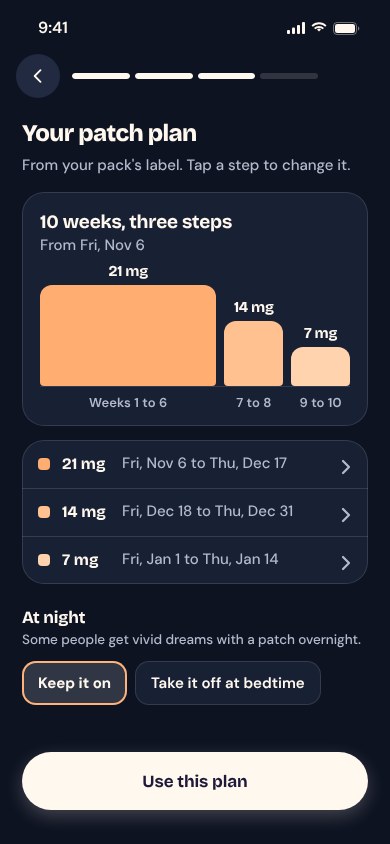 9:41
Your patch plan
From your pack's label. Tap a step to change it.
10 weeks, three steps
From Fri, Nov 6
21 mg
14 mg
7 mg
Weeks 1 to 6
7 to 8
9 to 10
21 mg Fri, Nov 6 to Thu, Dec 17
14 mg Fri, Dec 18 to Thu, Dec 31
7 mg Fri, Jan 1 to Thu, Jan 14
At night
Some people get vivid dreams with a patch overnight.
Keep it on
Take it off at bedtime
Use this plan